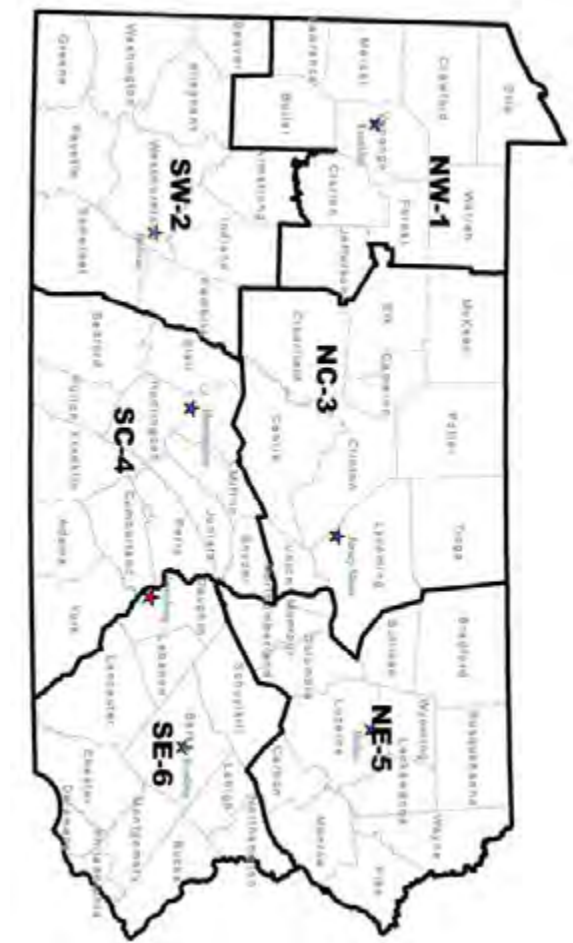 Erie
Crawford
Warren
Mercer
Venango
Forest
NW-1
Lawrence
Butler
Clarion
Jefferson
Beaver
Allegheny
Armstrong
Indiana
Washington
Westmoreland
SW-2
Greene
Fayette
Somerset
Cambria
McKean
Potter
Tioga
Elk
Cameron
Clinton
Lycoming
NC-3
Clearfield
Centre
Union
Snyder
Blair
Huntingdon
Mifflin
Juniata
Perry
SC-4
Bedford
Fulton
Franklin
Cumberland
Adams
York
Bradford
Susquehanna
Sullivan
Wyoming
Lackawanna
Wayne
Columbia
Montour
Northumberland
Luzerne
NE-5
Pike
Monroe
Carbon
Dauphin
Schuylkill
Lebanon
Lehigh
Northampton
Berks
SE-6
Lancaster
Chester
Montgomery
Bucks
Delaware
Philadelphia